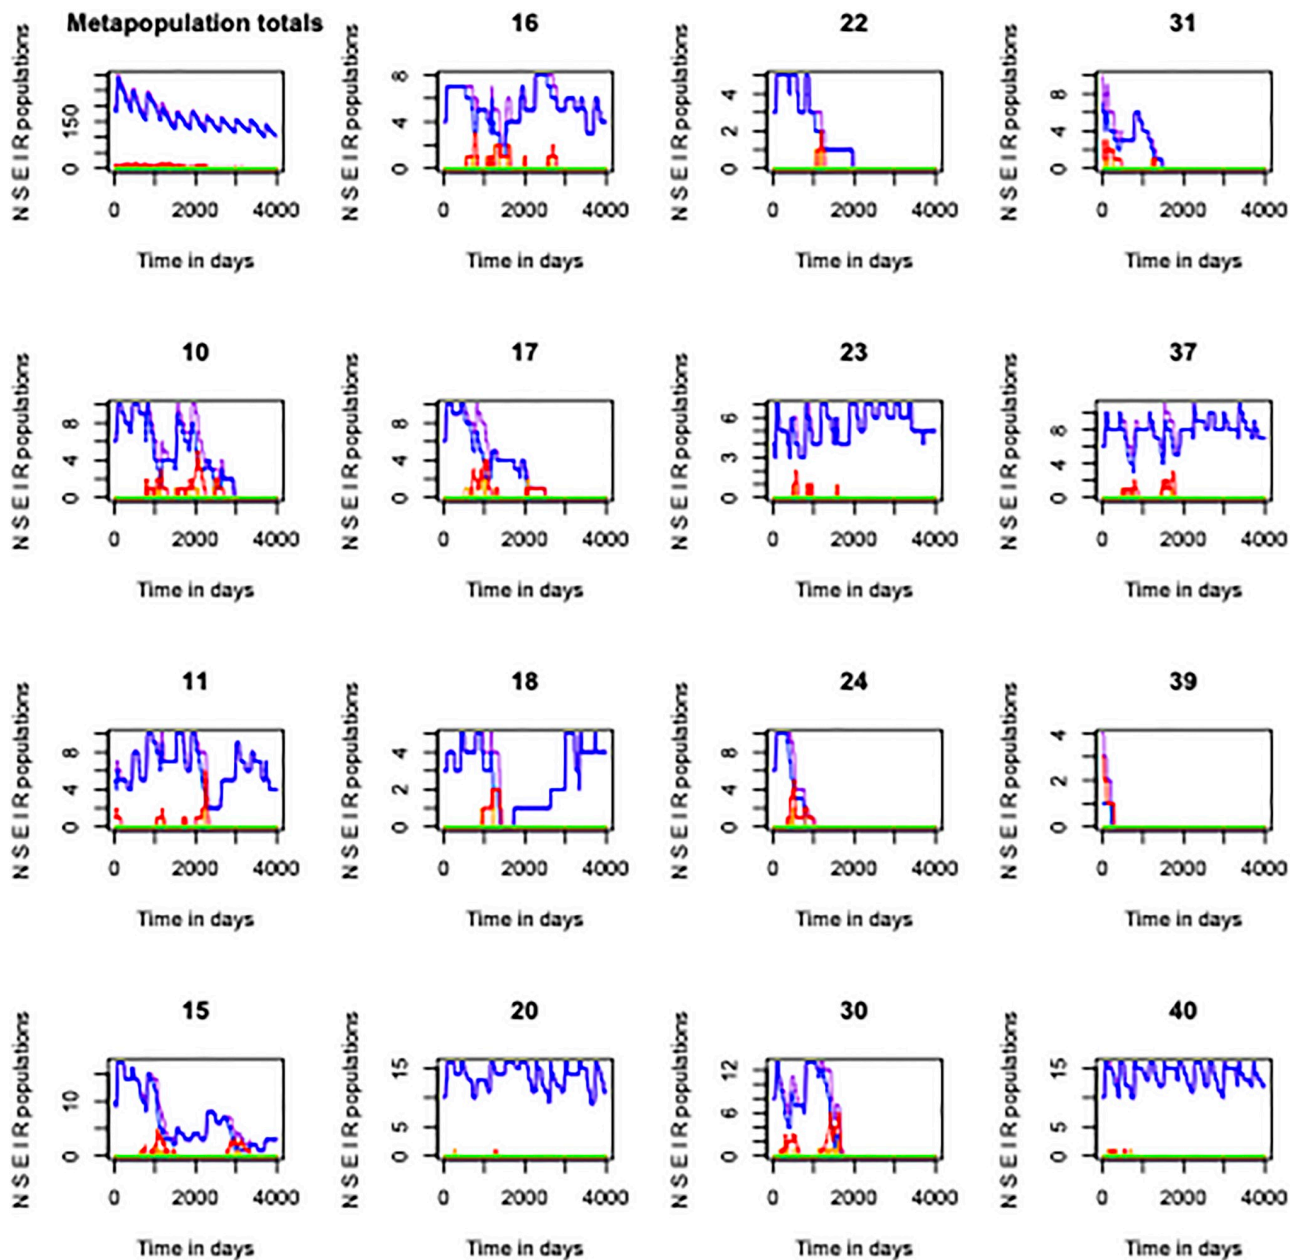 Metapopulation totals
N S E I R populations
0 150
0 2000 4000
Time in days
16
N S E I R populations
0 4 8
0 2000 4000
Time in days
22
N S E I R populations
0 2 4
0 2000 4000
Time in days
31
N S E I R populations
0 4 8
0 2000 4000
Time in days
10
N S E I R populations
0 4 8
0 2000 4000
Time in days
17
N S E I R populations
0 4 8
0 2000 4000
Time in days
23
N S E I R populations
0 3 6
0 2000 4000
Time in days
37
N S E I R populations
0 4 8
0 2000 4000
Time in days
11
N S E I R populations
0 4 8
0 2000 4000
Time in days
18
N S E I R populations
0 2 4
0 2000 4000
Time in days
24
N S E I R populations
0 4 8
0 2000 4000
Time in days
39
N S E I R populations
0 2 4
0 2000 4000
Time in days
15
N S E I R populations
0 10
0 2000 4000
Time in days
20
N S E I R populations
0 5 15
0 2000 4000
Time in days
30
N S E I R populations
0 6 12
0 2000 4000
Time in days
40
N S E I R populations
0 5 15
0 2000 4000
Time in days